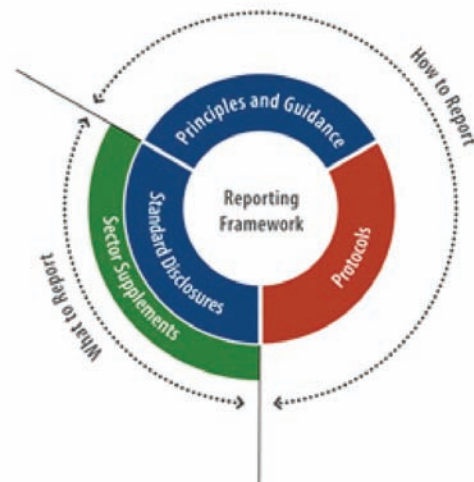 How to Report
Principles and Guidance
Reporting
Framework
Protocols
Standard Disclosures
Sector Supplements
What to Report